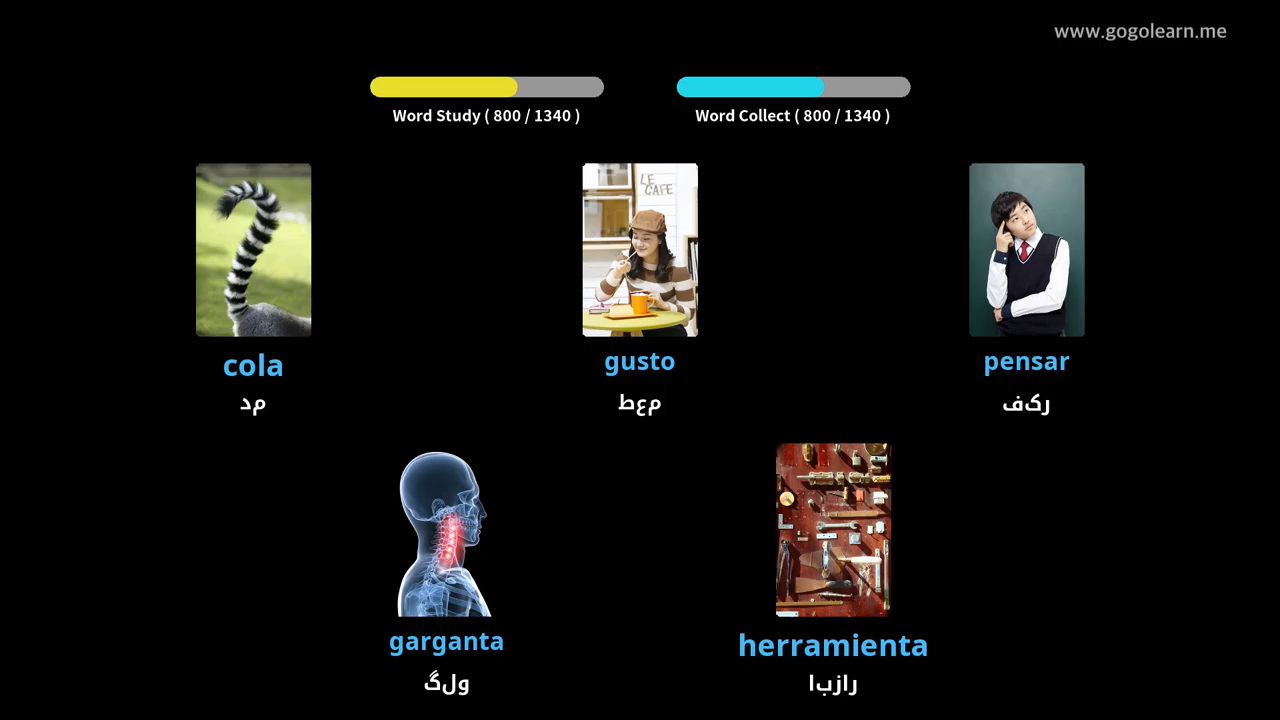 www.gogolearn.me
Word Study ( 800 / 1340 )
Word Collect ( 800 / 1340 )
cola
مد
gusto
معط
pensar
رکف
garganta
ولگ
herramienta
رازبا
LE
CAFE